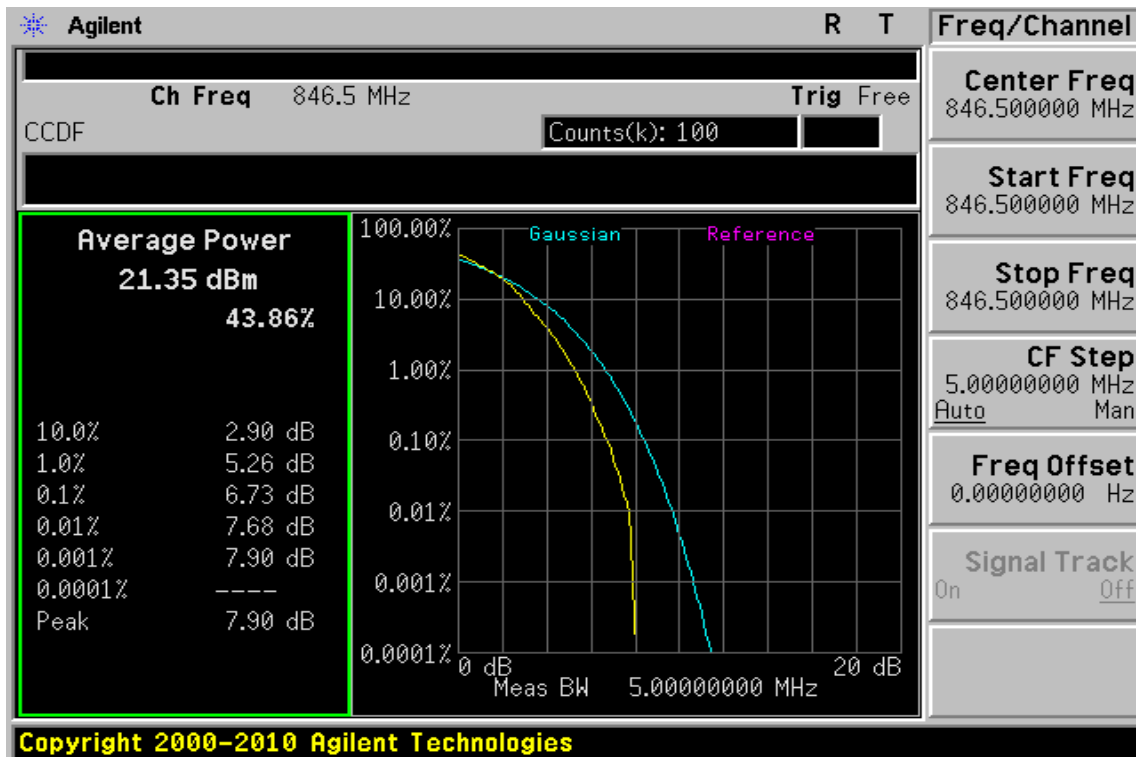 Agilent R T
Freq/Channel
Ch Freq 846.5 MHz Trig Free
CCDF Counts(k): 100
Average Power
21.35 dBm
43.86%
10.0% 2.90 dB
1.0% 5.26 dB
0.1% 6.73 dB
0.01% 7.68 dB
0.001% 7.90 dB
0.0001% ----
Peak 7.90 dB
Gaussian Reference
100.00%
10.00%
1.00%
0.10%
0.01%
0.001%
0.0001%
0 dB 20 dB
Meas BW 5.00000000 MHz
Center Freq
846.500000 MHz
Start Freq
846.500000 MHz
Stop Freq
846.500000 MHz
CF Step
5.00000000 MHz
Auto Man
Freq Offset
0.00000000 Hz
Signal Track
On Off
Copyright 2000-2010 Agilent Technologies